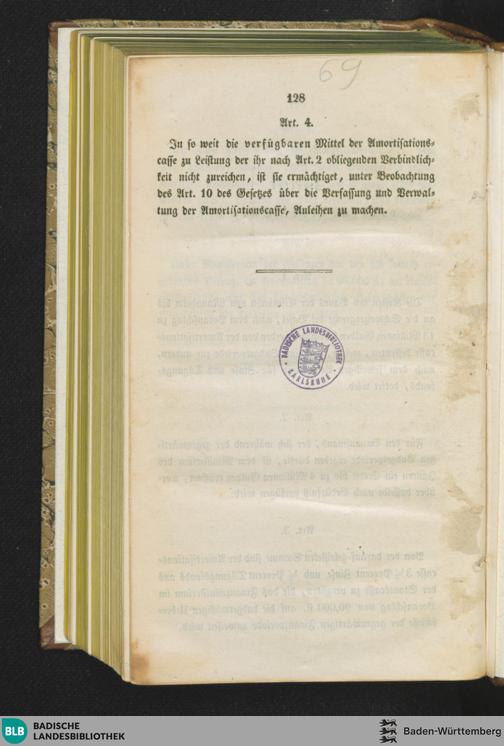 69
128
Art. 4.
In so weit die verfügbaren Mittel der Amortisations-
casse zu Leistung der ihr nach Art. 2 obliegenden Verbindlich-
keit nicht zureichen, ist sie ermächtiget, unter Beobachtung
des Art. 10 des Gesetzes über die Verfassung und Verwal-
tung der Amortisationscasse, Anleihen zu machen.
BADISCHE LANDESBIBLIOTHEK
KARLSRUHE
BLB BADISCHE
LANDESBIBLIOTHEK
Baden-Württemberg